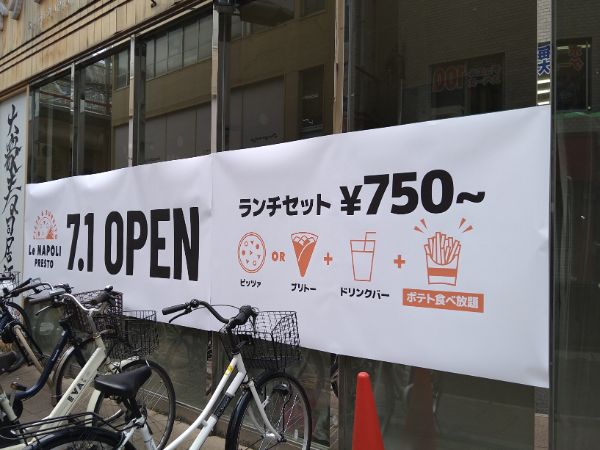 Le NAPOLI
PRESTO
7.1 OPEN
ランチセット ¥750~
OR + +
ピッツァ ブリトー ドリンクバー ポテト食べ放題
EVA